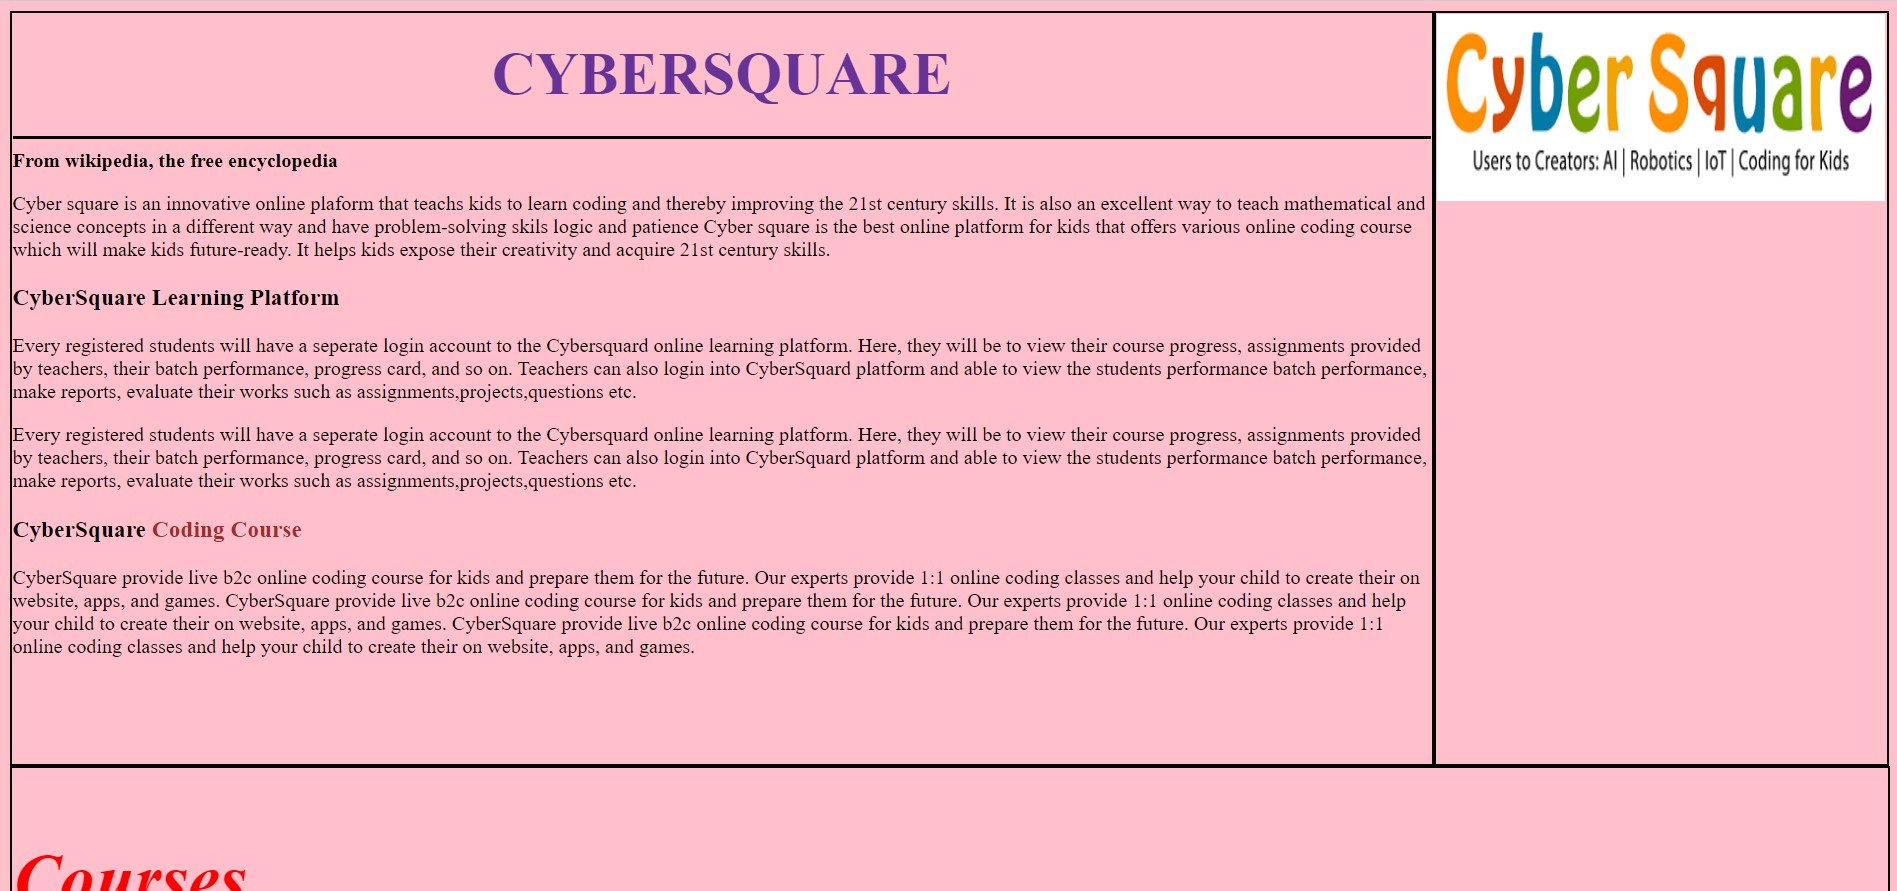 CYBERSQUARE
From wikipedia, the free encyclopedia
Cyber square is an innovative online plaform that teachs kids to learn coding and thereby improving the 21st century skills. It is also an excellent way to teach mathematical and
science concepts in a different way and have problem-solving skils logic and patience Cyber square is the best online platform for kids that offers various online coding course
which will make kids future-ready. It helps kids expose their creativity and acquire 21st century skills.
CyberSquare Learning Platform
Every registered students will have a seperate login account to the Cybersquard online learning platform. Here, they will be to view their course progress, assignments provided
by teachers, their batch performance, progress card, and so on. Teachers can also login into CyberSquard platform and able to view the students performance batch performance,
make reports, evaluate their works such as assignments,projects,questions etc.
Every registered students will have a seperate login account to the Cybersquard online learning platform. Here, they will be to view their course progress, assignments provided
by teachers, their batch performance, progress card, and so on. Teachers can also login into CyberSquard platform and able to view the students performance batch performance,
make reports, evaluate their works such as assignments,projects,questions etc.
CyberSquare Coding Course
CyberSquare provide live b2c online coding course for kids and prepare them for the future. Our experts provide 1:1 online coding classes and help your child to create their on
website, apps, and games. CyberSquare provide live b2c online coding course for kids and prepare them for the future. Our experts provide 1:1 online coding classes and help
your child to create their on website, apps, and games. CyberSquare provide live b2c online coding course for kids and prepare them for the future. Our experts provide 1:1
online coding classes and help your child to create their on website, apps, and games.
Cyber Square
Users to Creators: AI | Robotics | IoT | Coding for Kids
Courses